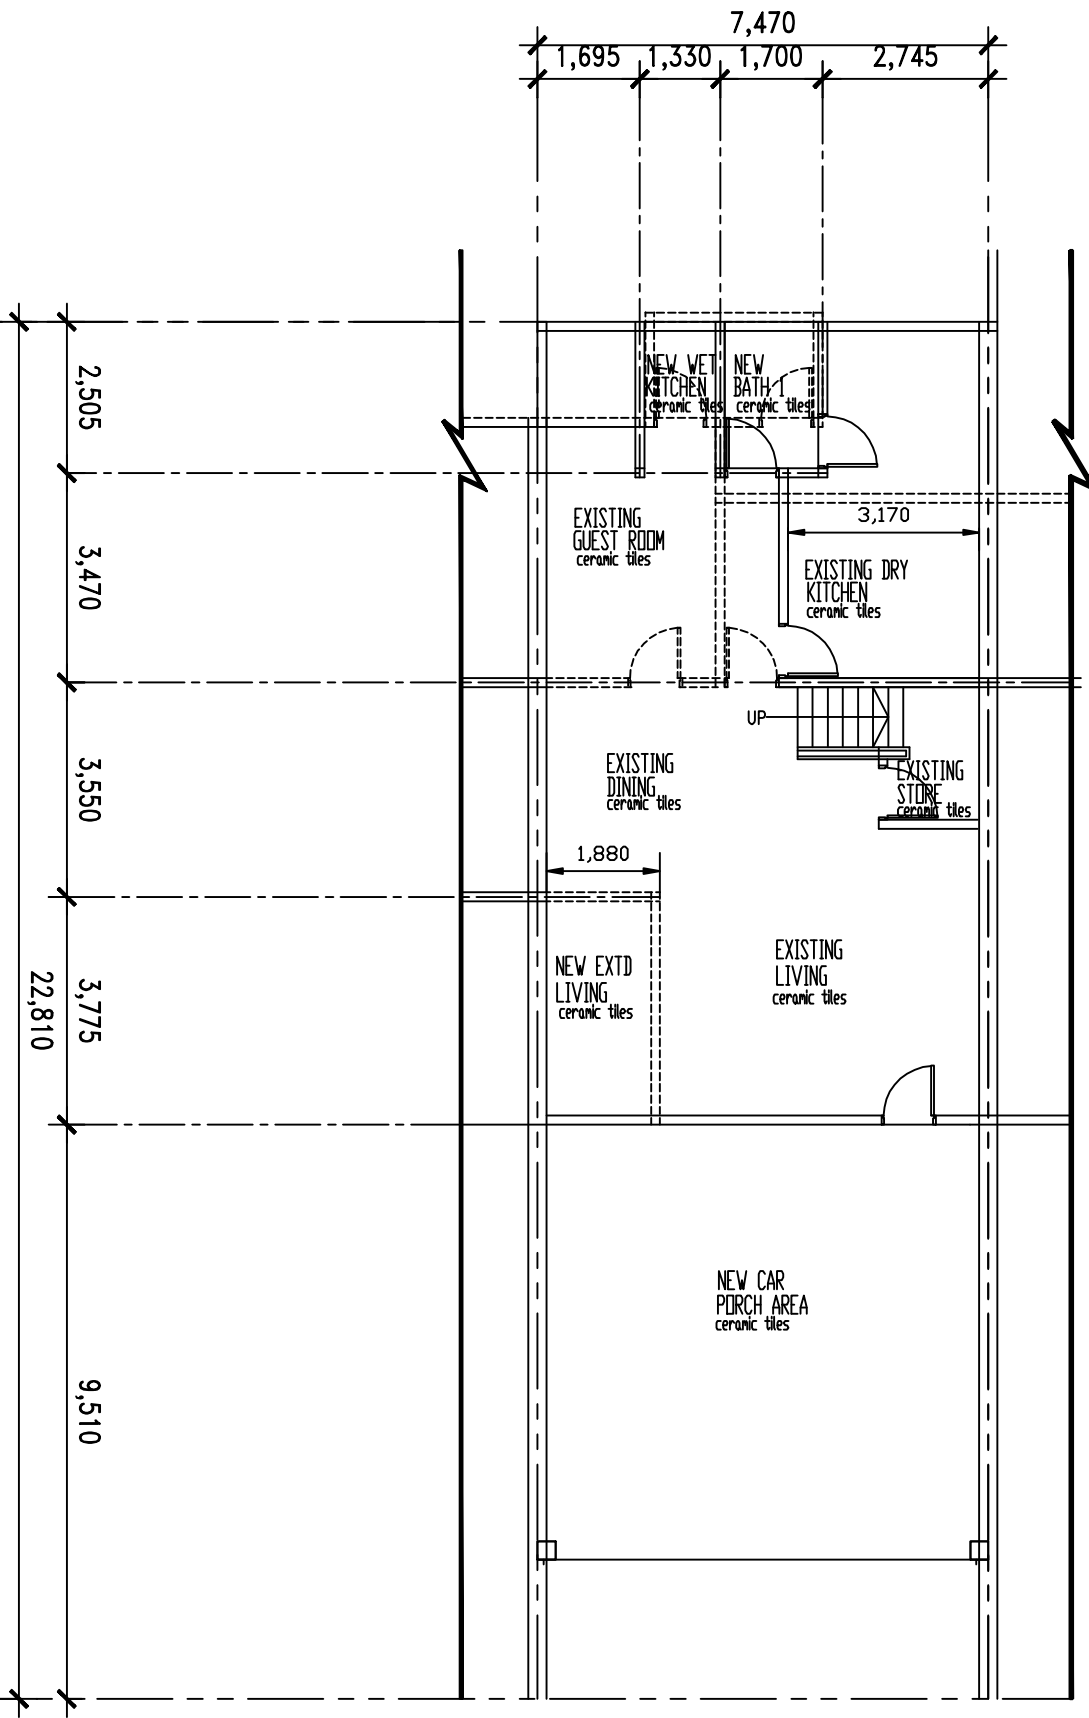 7,470
1,695
1,330
1,700
2,745
2,505
3,470
3,550
3,775
9,510
22,810
NEW WET
KITCHEN
ceramic tiles
NEW
BATH 1
ceramic tiles
EXISTING
GUEST ROOM
ceramic tiles
3,170
EXISTING DRY
KITCHEN
ceramic tiles
UP
EXISTING
DINING
ceramic tiles
EXISTING
STORE
ceramic tiles
1,880
NEW EXTD
LIVING
ceramic tiles
EXISTING
LIVING
ceramic tiles
NEW CAR
PORCH AREA
ceramic tiles